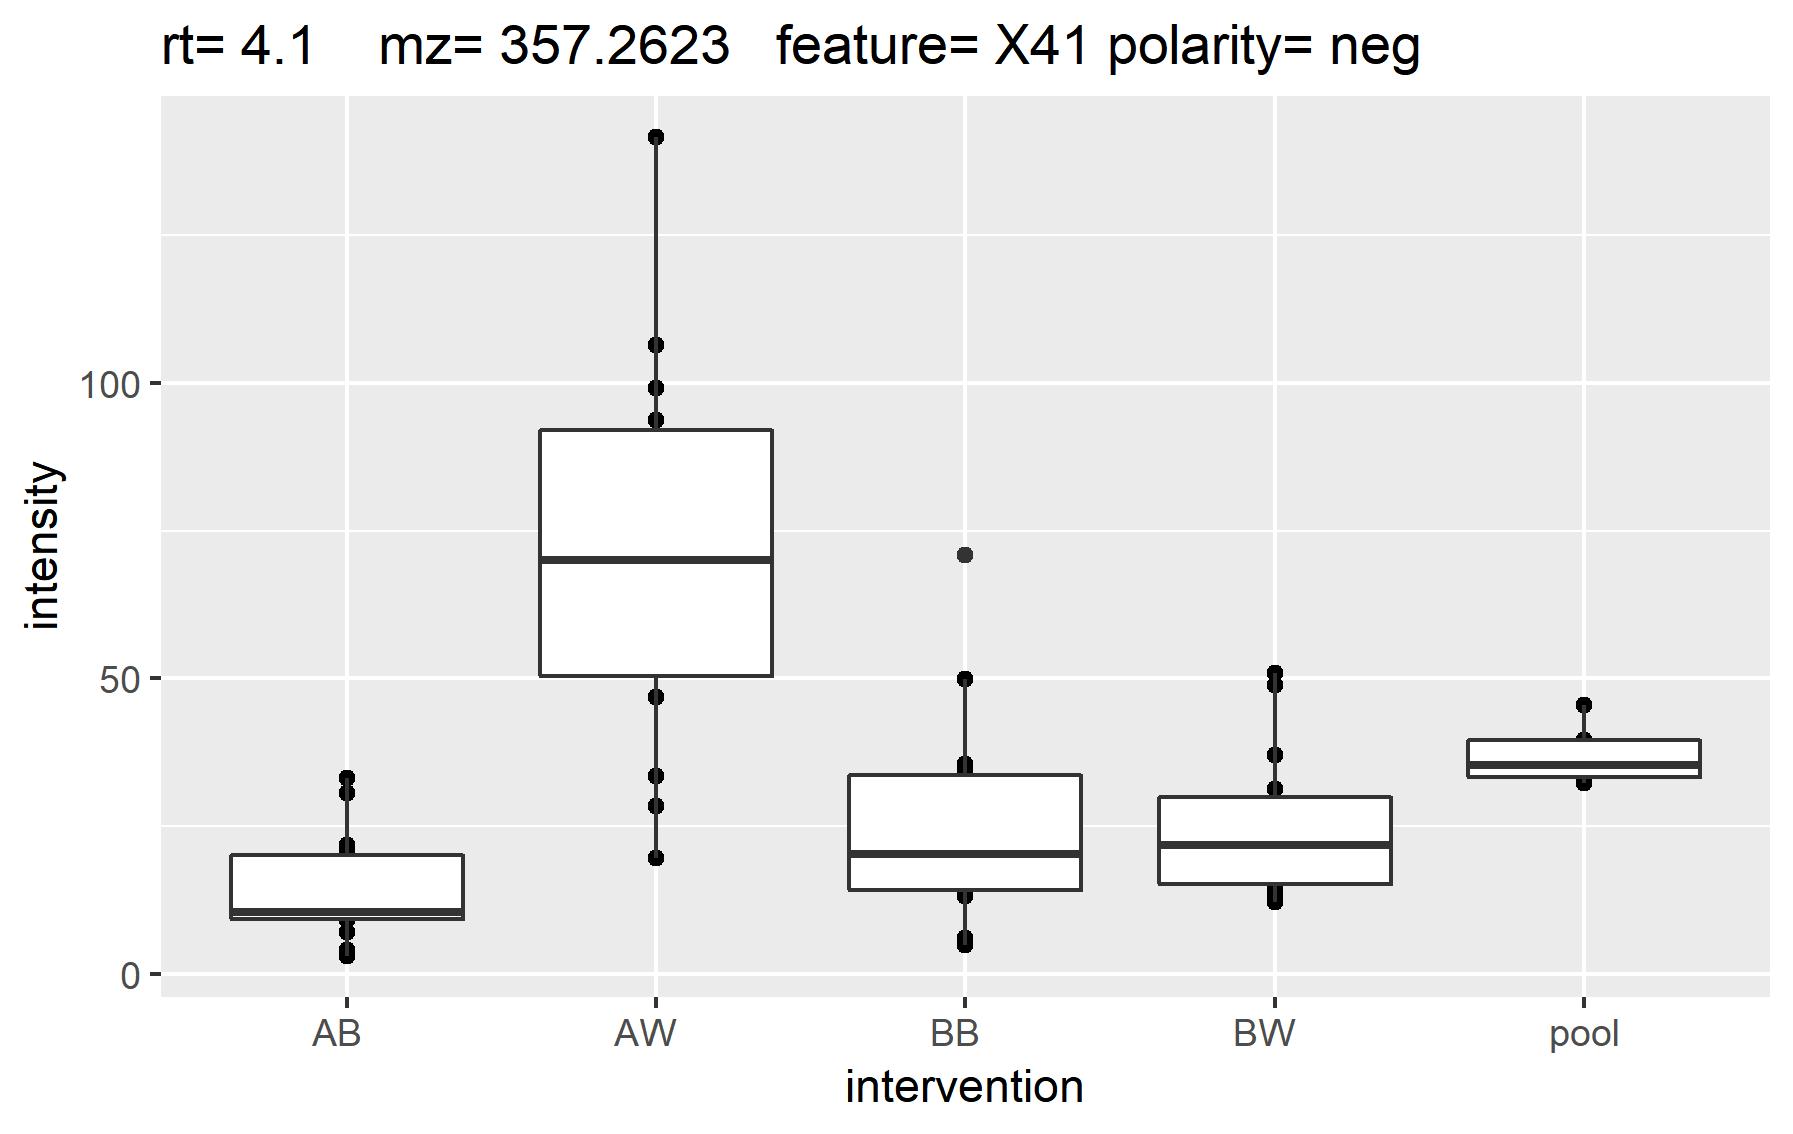 rt= 4.1 mz= 357.2623 feature= X41 polarity= neg
intensity
100
50
0
AB AW BB BW pool
intervention